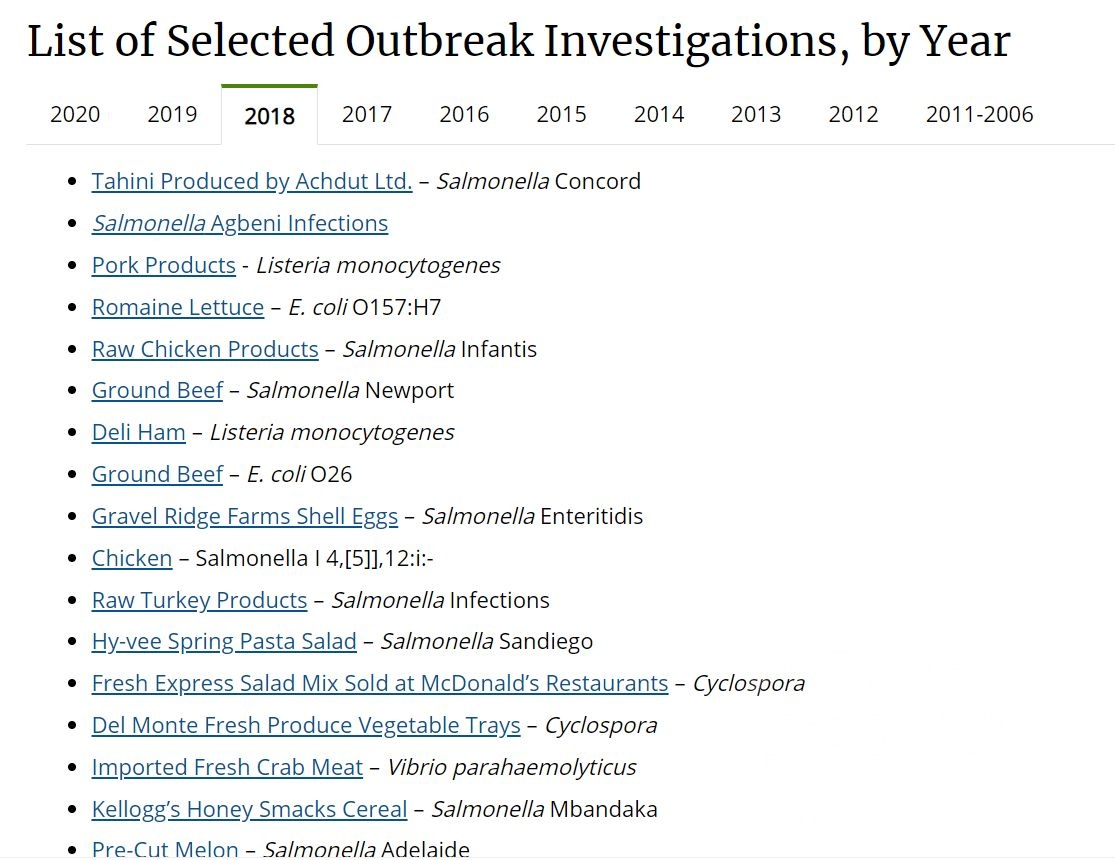 List of Selected Outbreak Investigations, by Year
2020 2019 2018 2017 2016 2015 2014 2013 2012 2011-2006
• Tahini Produced by Achdut Ltd. – Salmonella Concord
• Salmonella Agbeni Infections
• Pork Products - Listeria monocytogenes
• Romaine Lettuce – E. coli O157:H7
• Raw Chicken Products – Salmonella Infantis
• Ground Beef – Salmonella Newport
• Deli Ham – Listeria monocytogenes
• Ground Beef – E. coli O26
• Gravel Ridge Farms Shell Eggs – Salmonella Enteritidis
• Chicken – Salmonella I 4,[5]],12:i:-
• Raw Turkey Products – Salmonella Infections
• Hy-vee Spring Pasta Salad – Salmonella Sandiego
• Fresh Express Salad Mix Sold at McDonald’s Restaurants – Cyclospora
• Del Monte Fresh Produce Vegetable Trays – Cyclospora
• Imported Fresh Crab Meat – Vibrio parahaemolyticus
• Kellogg’s Honey Smacks Cereal – Salmonella Mbandaka
• Pre-Cut Melon – Salmonella Adelaide